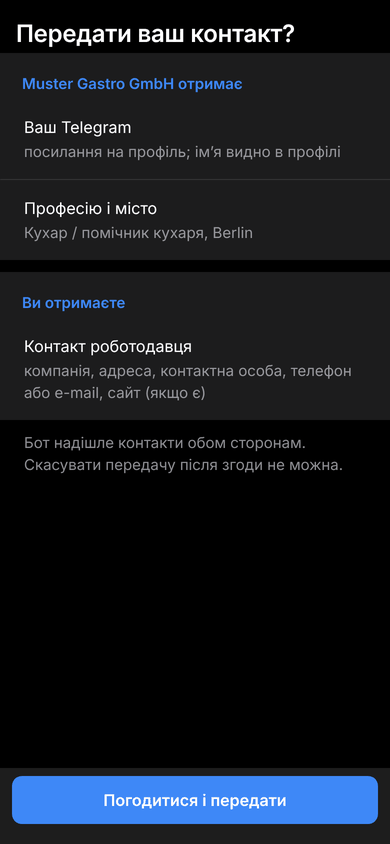 Передати ваш контакт?
Muster Gastro GmbH отримає
Ваш Telegram
посилання на профіль; ім’я видно в профілі
Професію і місто
Кухар / помічник кухаря, Berlin
Ви отримаєте
Контакт роботодавця
компанія, адреса, контактна особа, телефон
або e-mail, сайт (якщо є)
Бот надішле контакти обом сторонам.
Скасувати передачу після згоди не можна.
Погодитися і передати